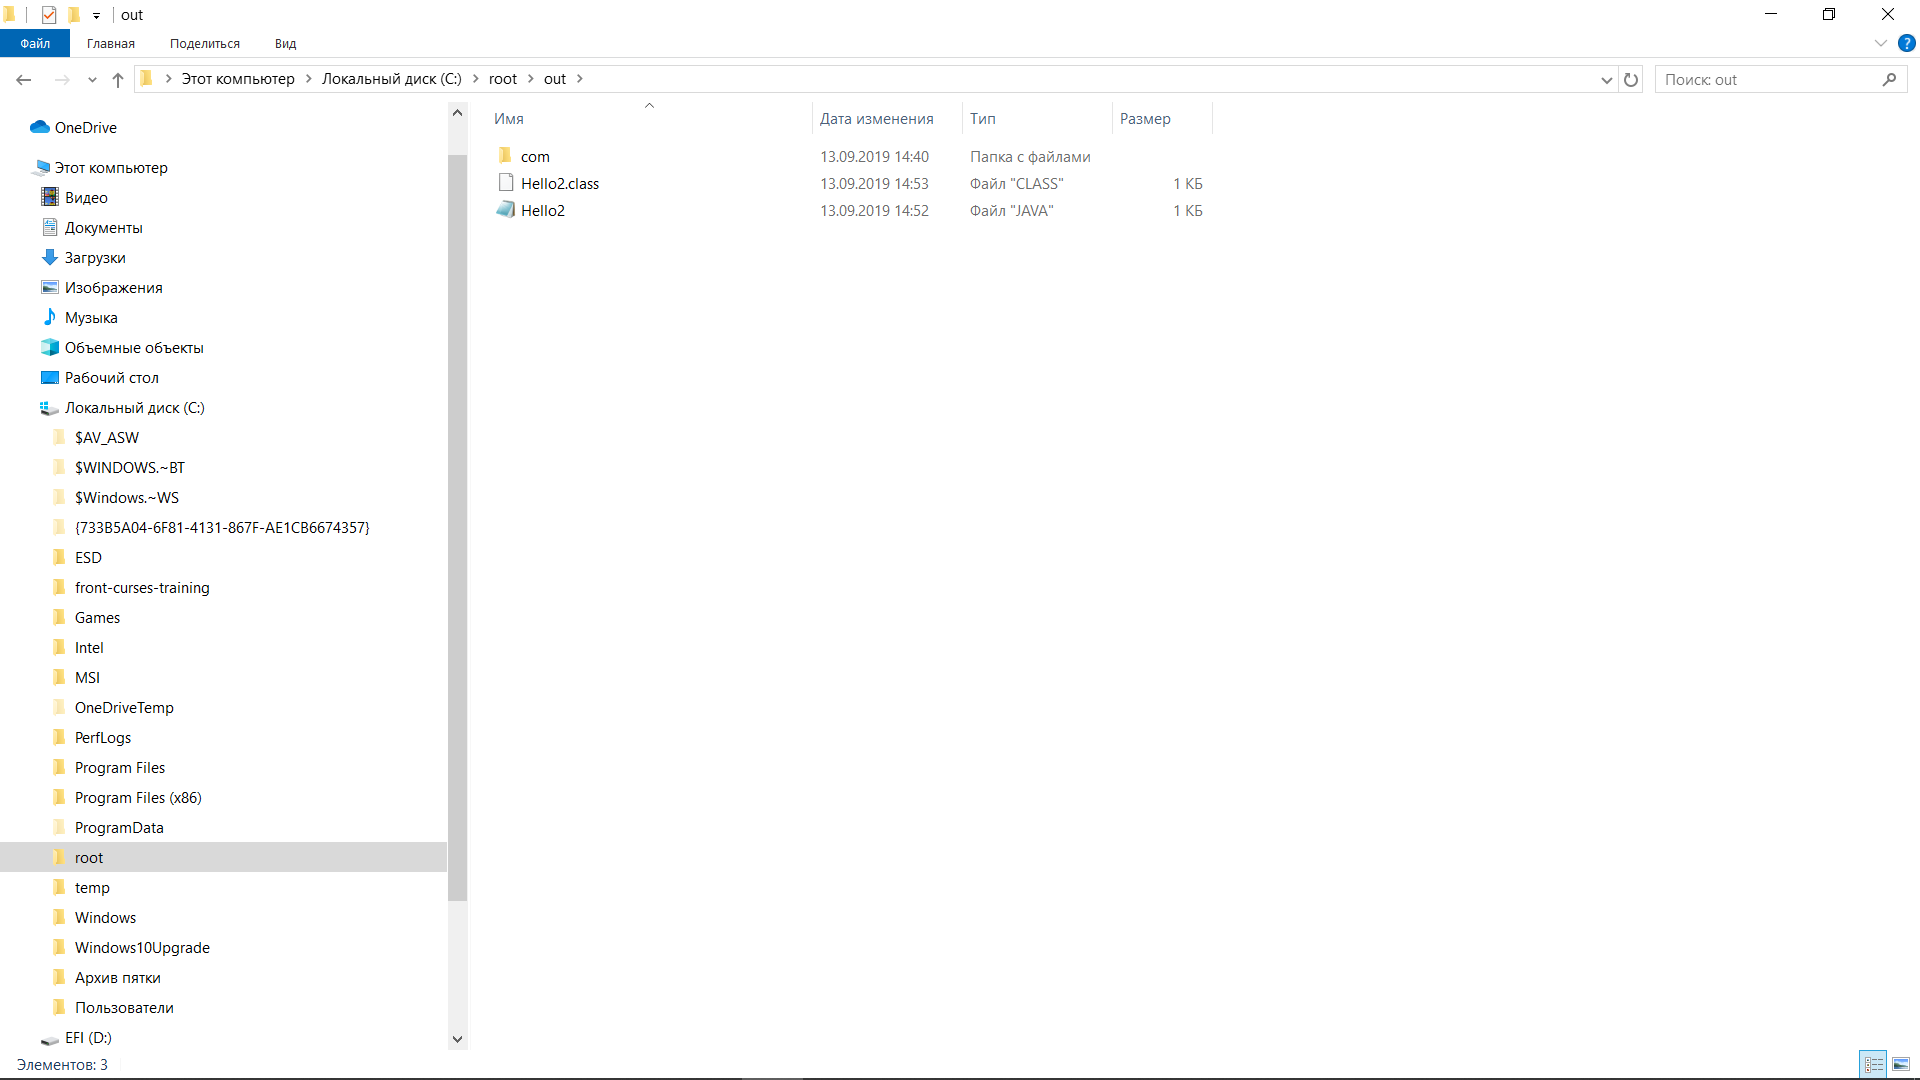 out
Файл Главная Поделиться Вид
Этот компьютер Локальный диск (C:) root out
Поиск: out
OneDrive
Этот компьютер
Видео
Документы
Загрузки
Изображения
Музыка
Объемные объекты
Рабочий стол
Локальный диск (C:)
$AV_ASW
$WINDOWS.~BT
$Windows.~WS
{733B5A04-6F81-4131-867F-AE1CB6674357}
ESD
front-curses-training
Games
Intel
MSI
OneDriveTemp
PerfLogs
Program Files
Program Files (x86)
ProgramData
root
temp
Windows
Windows10Upgrade
Архив пятки
Пользователи
EFI (D:)
Имя Дата изменения Тип Размер
com 13.09.2019 14:40 Папка с файлами
Hello2.class 13.09.2019 14:53 Файл "CLASS" 1 КБ
Hello2 13.09.2019 14:52 Файл "JAVA" 1 КБ
Элементов: 3